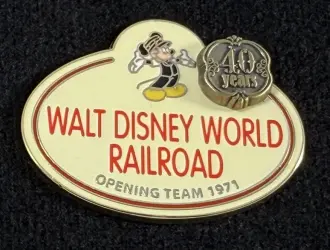 40
years
WALT DISNEY WORLD
RAILROAD
OPENING TEAM 1971